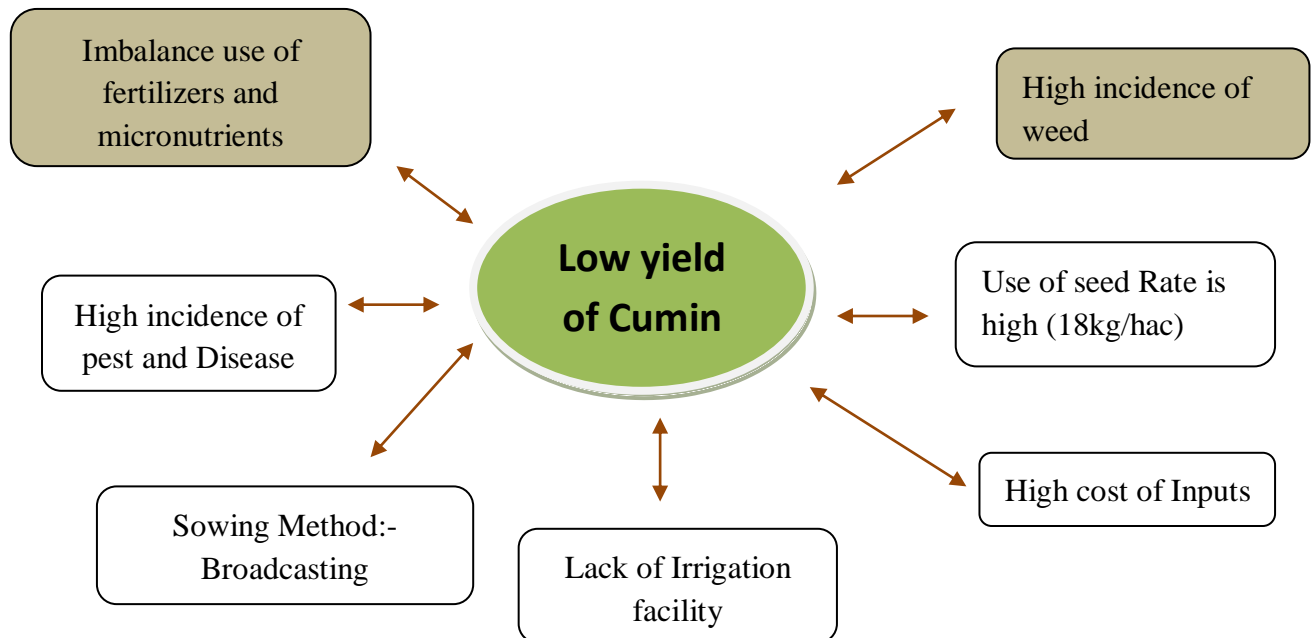 Imbalance use of
fertilizers and
micronutrients
High incidence of
weed
Low yield
of Cumin
High incidence of
pest and Disease
Use of seed Rate is
high (18kg/hac)
Sowing Method:-
Broadcasting
Lack of Irrigation
facility
High cost of Inputs